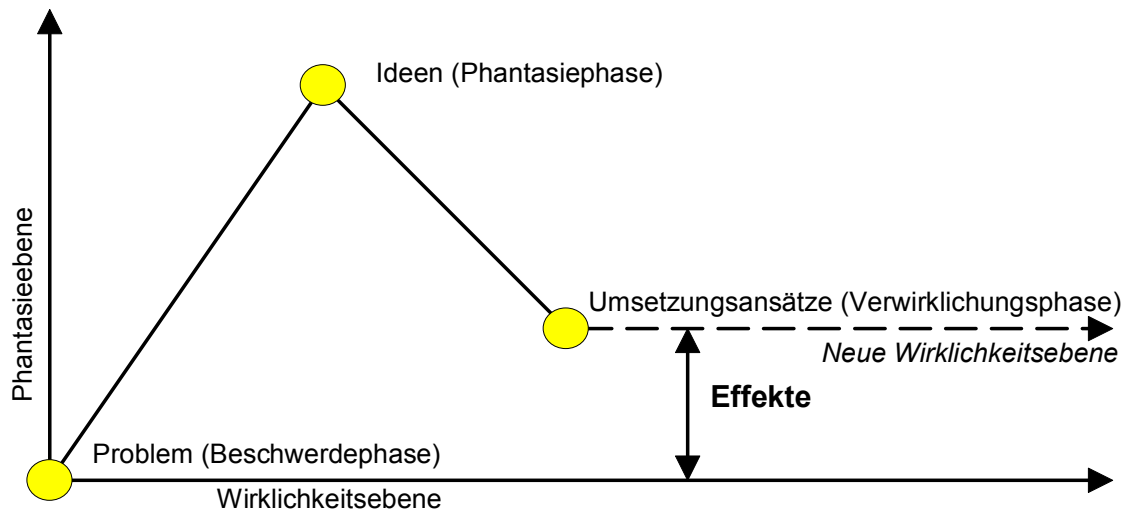 Ideen (Phantasiephase)
Phantasieebene
Umsetzungsansätze (Verwirklichungsphase)
Neue Wirklichkeitsebene
Effekte
Problem (Beschwerdephase)
Wirklichkeitsebene